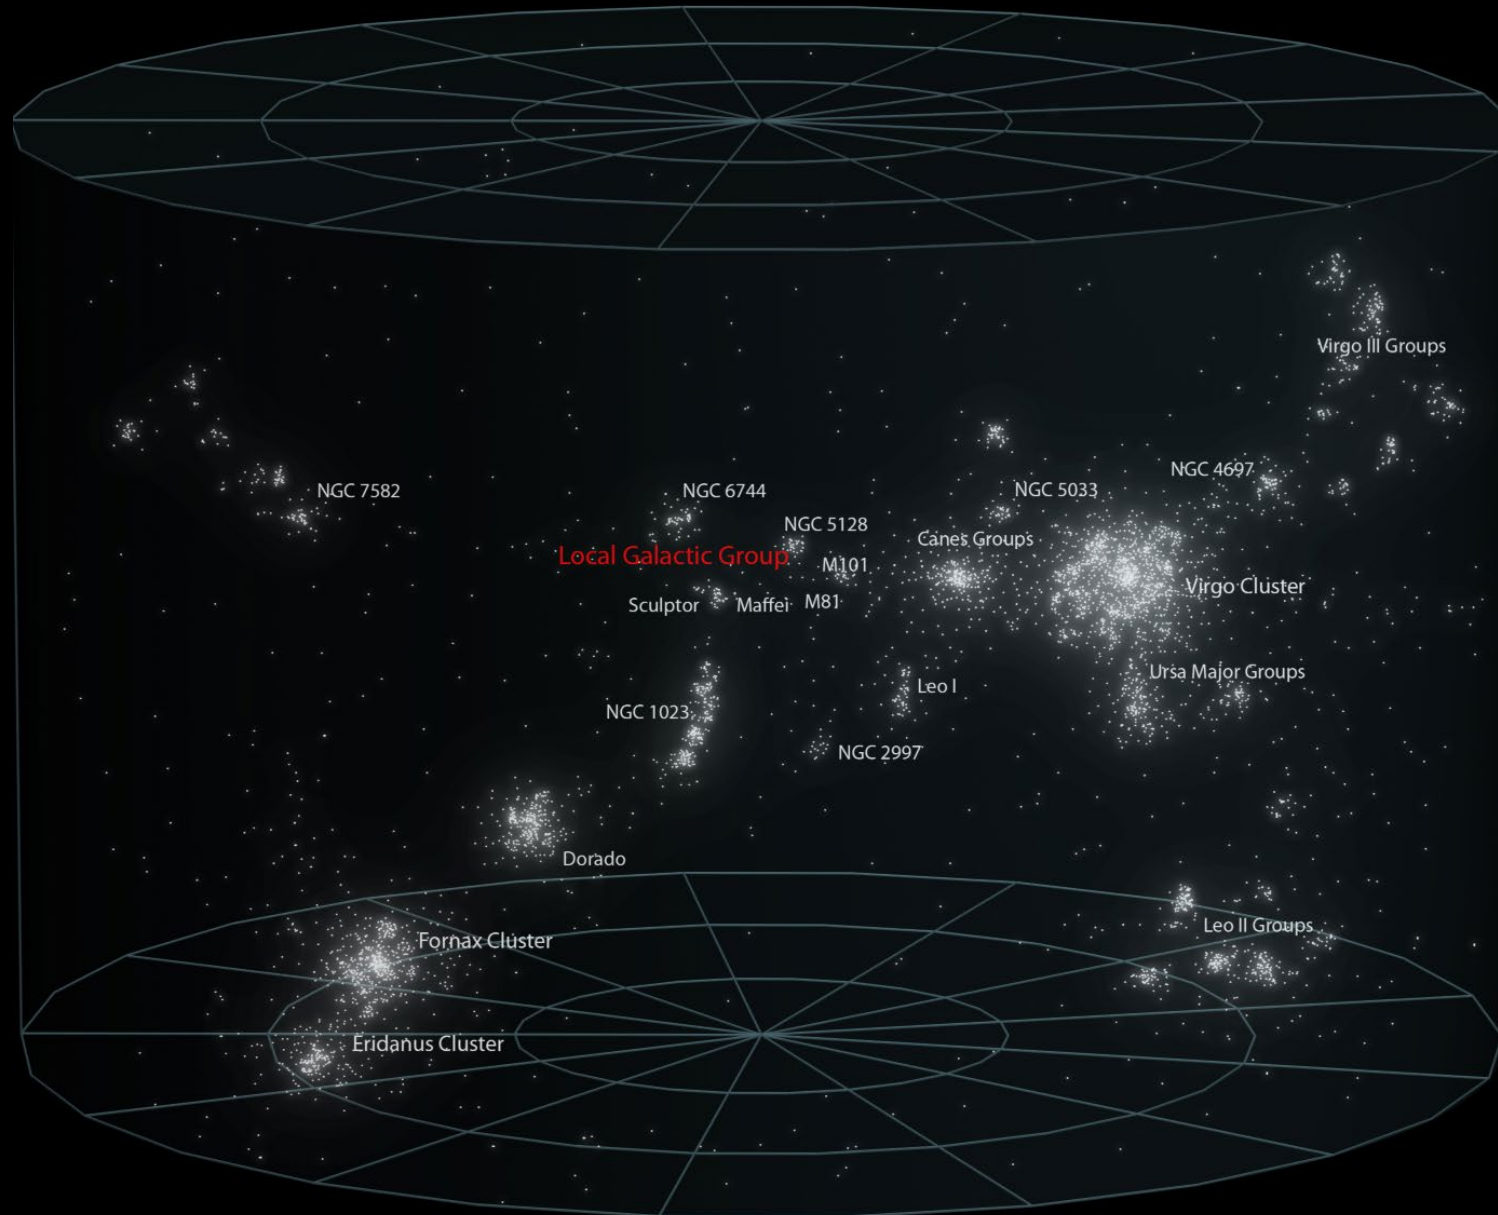 Virgo III Groups
NGC 4697
NGC 7582
NGC 6744
NGC 5033
NGC 5128
Canes Groups
Local Galactic Group
M101
Virgo Cluster
Sculptor
Maffei
M81
Ursa Major Groups
Leo I
NGC 1023
NGC 2997
Dorado
Leo II Groups
Fornax Cluster
Eridanus Cluster